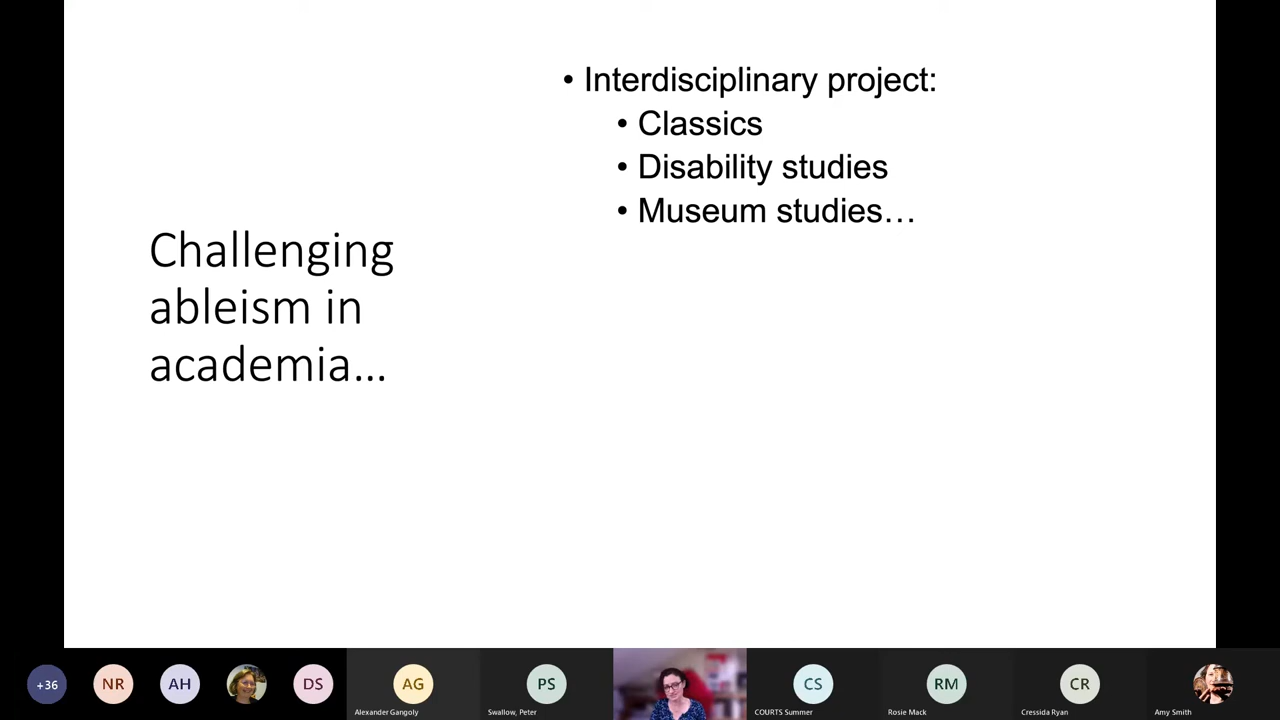 • Interdisciplinary project:
• Classics
• Disability studies
• Museum studies…
Challenging
ableism in
academia…
+36
NR
AH
DS
AG
Alexander Gangoly
PS
Swallow, Peter
CS
COURTS Summer
RM
Rosie Mack
CR
Cressida Ryan
Amy Smith